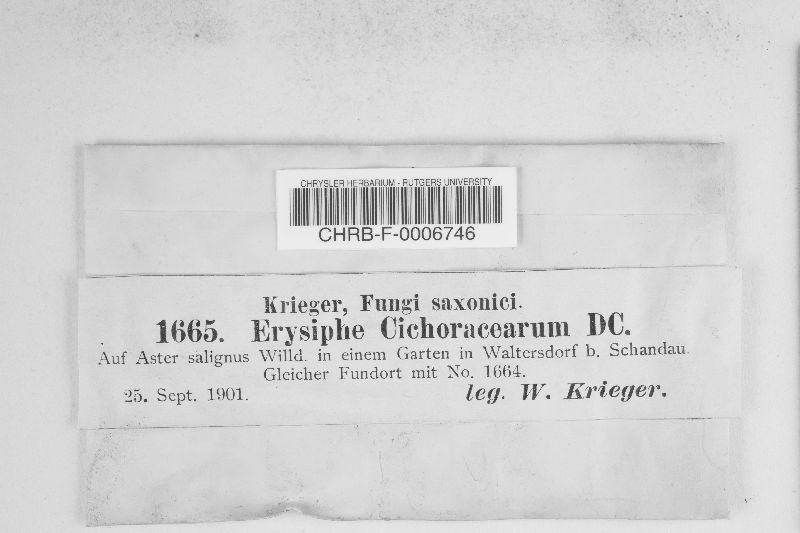 CHRYSLER HERBARIUM - RUTGERS UNIVERSITY
CHRB-F-0006746
Krieger, Fungi saxonici.
1665. Erysiphe Cichoracearum DC.
Auf Aster salignus Willd. in einem Garten in Waltersdorf b. Schandau.
Gleicher Fundort mit No. 1664.
25. Sept. 1901. leg. W. Krieger.